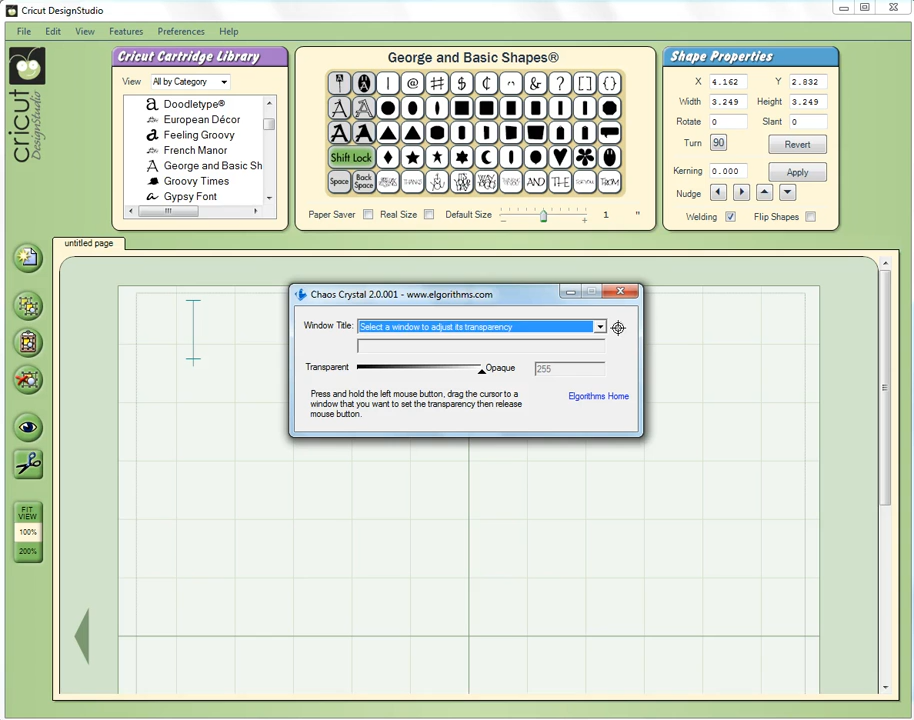 Cricut DesignStudio
File Edit View Features Preferences Help
Cricut DesignStudio
Cricut Cartridge Library
View All by Category
Doodletype®
European Décor
Feeling Groovy
French Manor
George and Basic Sh
Groovy Times
Gypsy Font
George and Basic Shapes®
| @ # $ ¢ & ? [ ] { }
Shift Lock
Space Back Space AND THE FROM
Paper Saver Real Size Default Size - + 1 "
Shape Properties
X 4.162 Y 2.832
Width 3.249 Height 3.249
Rotate 0 Slant 0
Turn 90 Revert
Kerning 0.000 Apply
Nudge
Welding Flip Shapes
untitled page
FIT VIEW
100%
200%
Chaos Crystal 2.0.001 - www.elgorithms.com
Window Title: Select a window to adjust its transparency
Transparent Opaque 255
Press and hold the left mouse button, drag the cursor to a
window that you want to set the transparency then release
mouse button.
Elgorithms Home